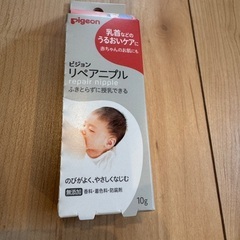 pigeon
乳首などの
うるおいケアに
赤ちゃんのお肌にも
ピジョン
リペアニプル
repair nipple
ふきとらずに授乳できる
のびがよく、やさしくなじむ
無添加 香料・着色料・防腐剤
10g